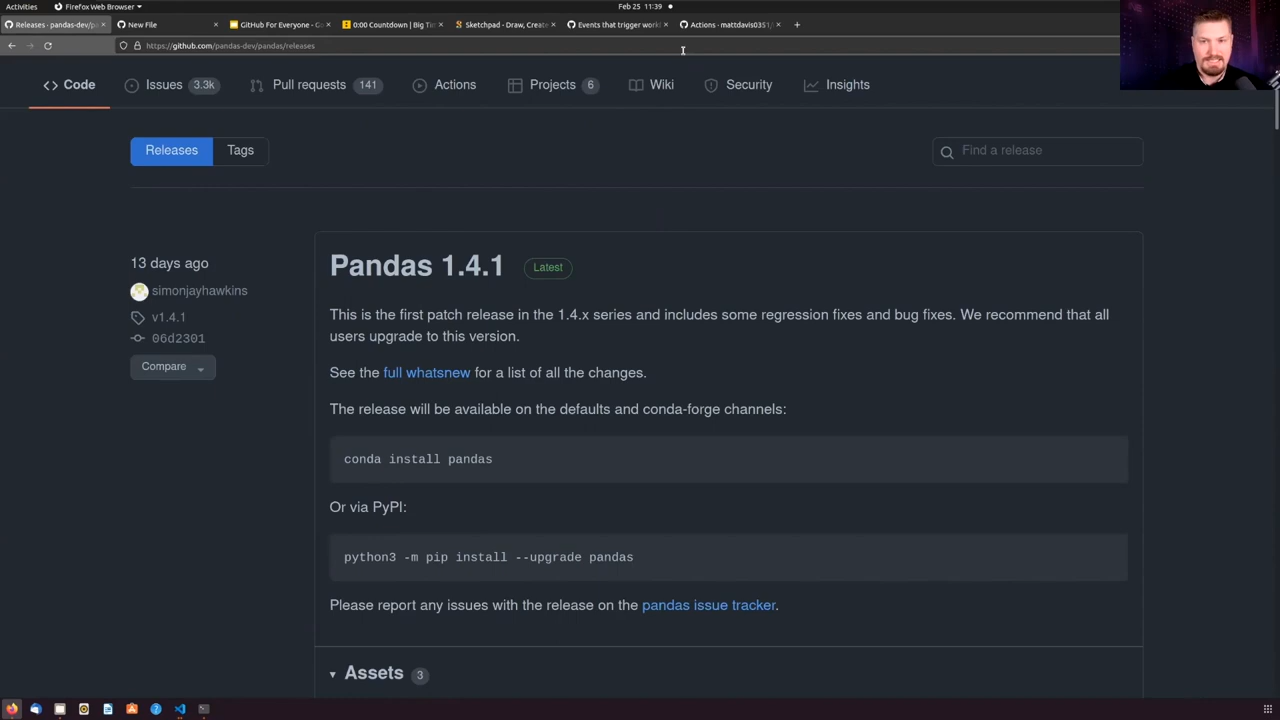 Activities
Firefox Web Browser
Feb 25 11:39
Releases · pandas-dev/p
New File
GitHub For Everyone - Go
0:00 Countdown | Big Ti
Sketchpad - Draw, Create
Events that trigger work
Actions · mattdavis0351/
https://github.com/pandas-dev/pandas/releases
Code
Issues 3.3k
Pull requests 141
Actions
Projects 6
Wiki
Security
Insights
Releases
Tags
Find a release
13 days ago
simonjayhawkins
v1.4.1
06d2301
Compare
Pandas 1.4.1 Latest
This is the first patch release in the 1.4.x series and includes some regression fixes and bug fixes. We recommend that all
users upgrade to this version.
See the full whatsnew for a list of all the changes.
The release will be available on the defaults and conda-forge channels:
conda install pandas
Or via PyPI:
python3 -m pip install --upgrade pandas
Please report any issues with the release on the pandas issue tracker.
Assets 3